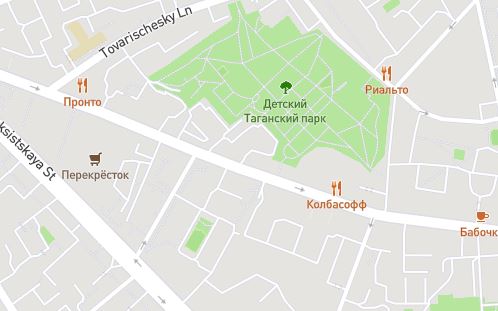 Tovarischesky Ln
Пронто
Риальто
Детский
Таганский парк
Перекрёсток
Колбасофф
Бабочк
ksistskaya St